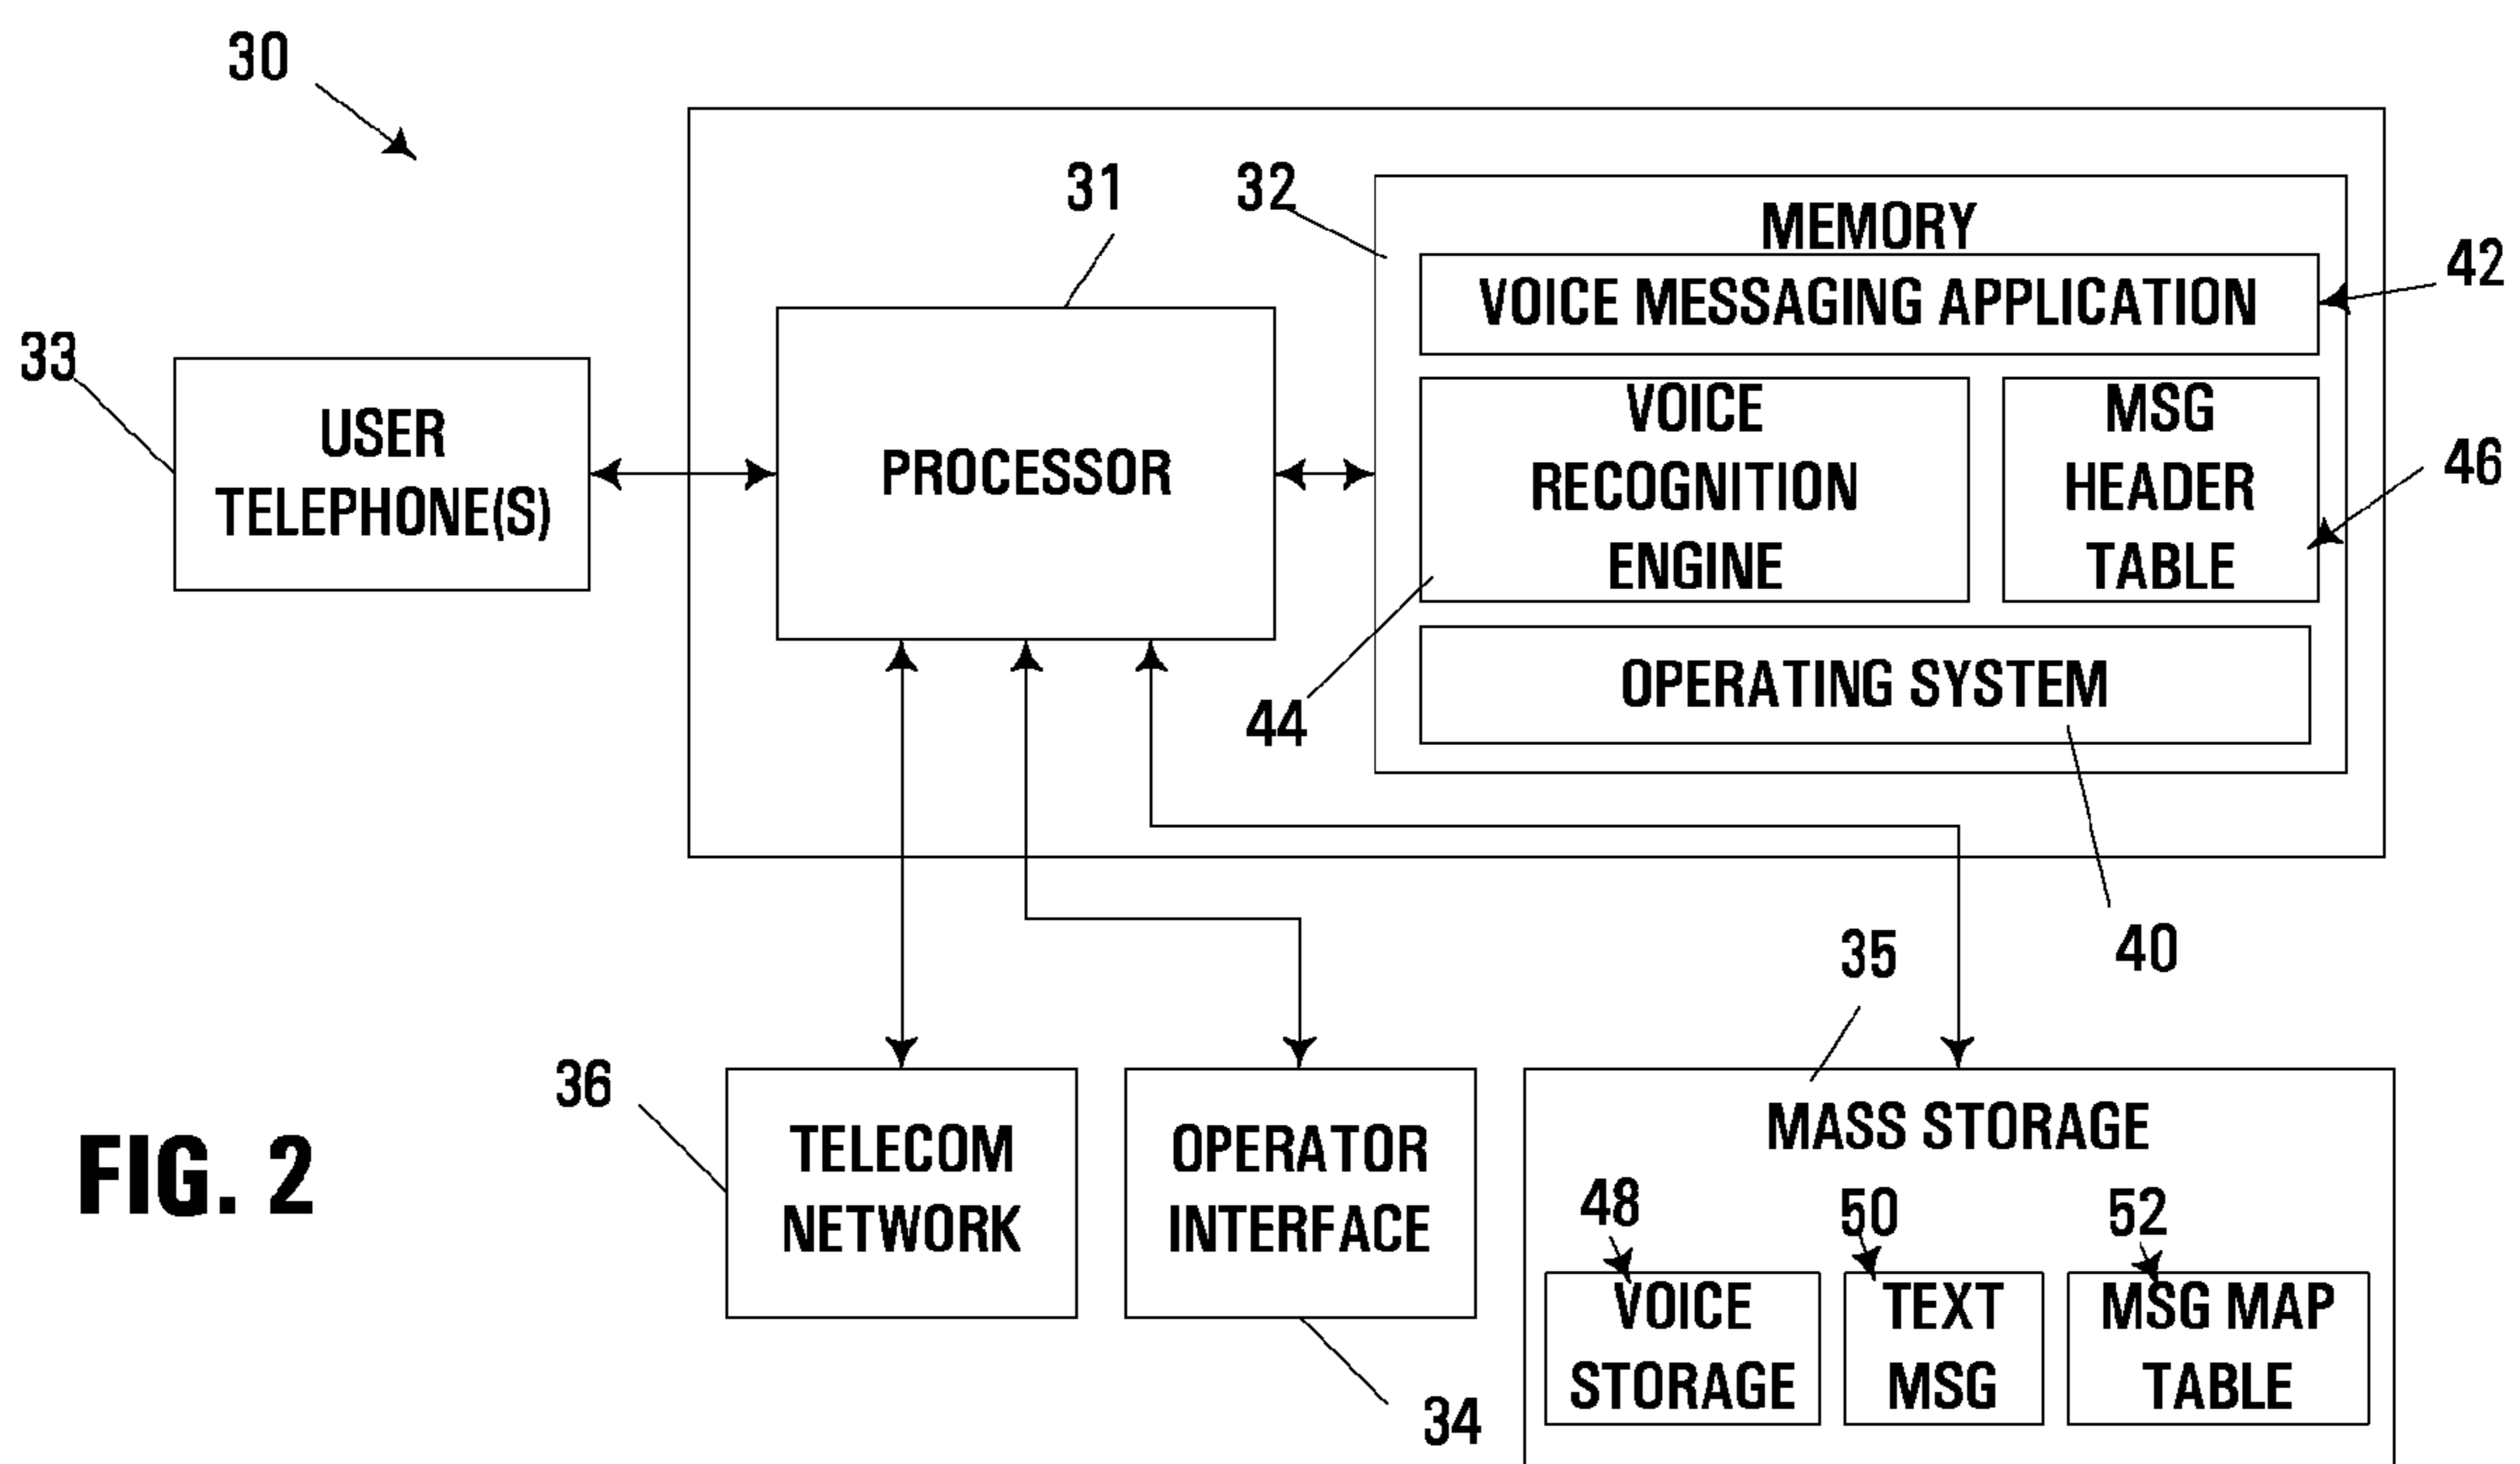 30
31
32
MEMORY
42
VOICE MESSAGING APPLICATION
33
USER
TELEPHONE(S)
PROCESSOR
VOICE
RECOGNITION
ENGINE
MSG
HEADER
TABLE
46
OPERATING SYSTEM
44
40
35
36
TELECOM
NETWORK
OPERATOR
INTERFACE
34
MASS STORAGE
48
50
52
VOICE
STORAGE
TEXT
MSG
MSG MAP
TABLE
FIG. 2